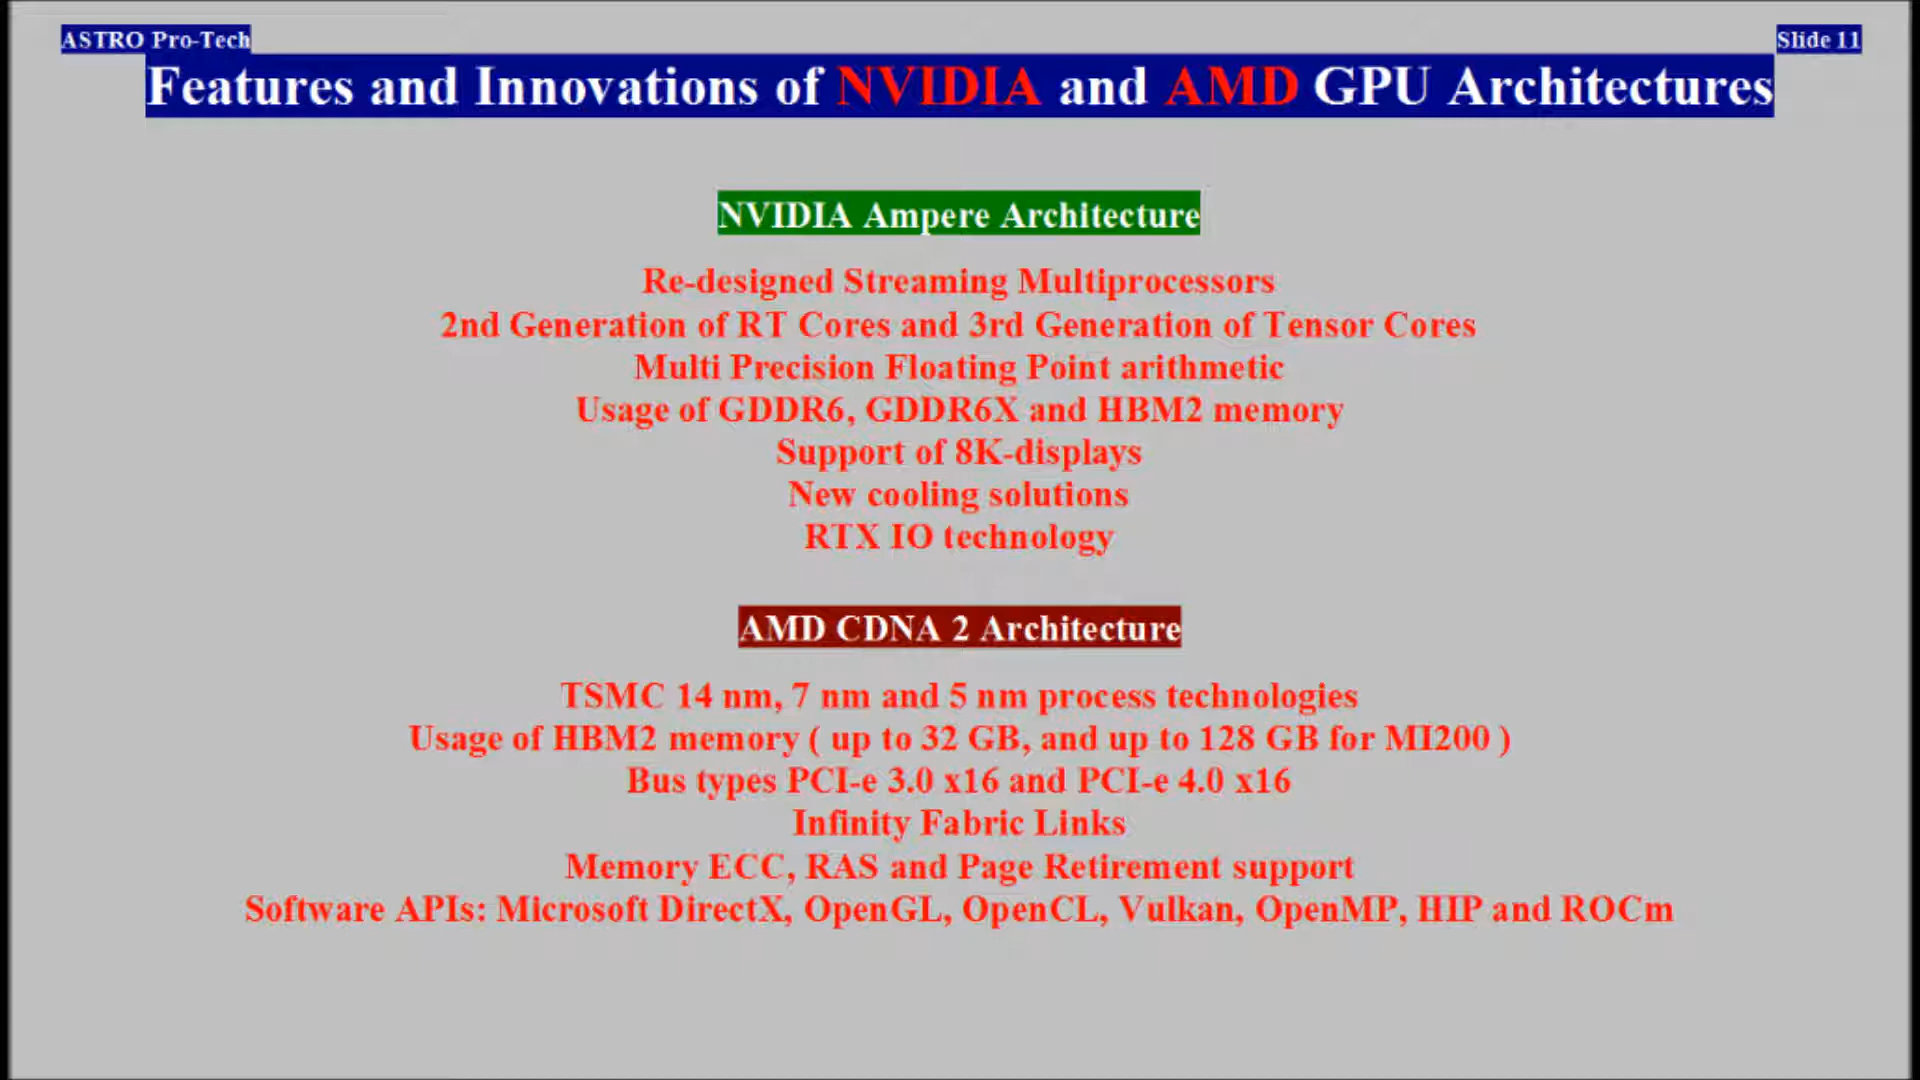 ASTRO Pro-Tech
Slide 11
Features and Innovations of NVIDIA and AMD GPU Architectures
NVIDIA Ampere Architecture
Re-designed Streaming Multiprocessors
2nd Generation of RT Cores and 3rd Generation of Tensor Cores
Multi Precision Floating Point arithmetic
Usage of GDDR6, GDDR6X and HBM2 memory
Support of 8K-displays
New cooling solutions
RTX IO technology
AMD CDNA 2 Architecture
TSMC 14 nm, 7 nm and 5 nm process technologies
Usage of HBM2 memory ( up to 32 GB, and up to 128 GB for MI200 )
Bus types PCI-e 3.0 x16 and PCI-e 4.0 x16
Infinity Fabric Links
Memory ECC, RAS and Page Retirement support
Software APIs: Microsoft DirectX, OpenGL, OpenCL, Vulkan, OpenMP, HIP and ROCm